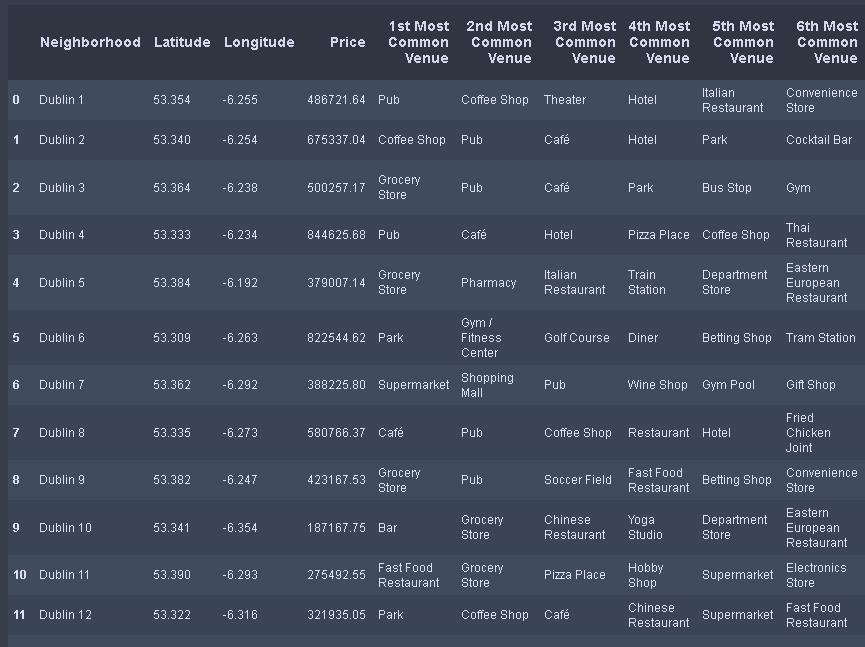 Neighborhood Latitude Longitude Price 1st Most Common Venue 2nd Most Common Venue 3rd Most Common Venue 4th Most Common Venue 5th Most Common Venue 6th Most Common Venue
0 Dublin 1 53.354 -6.255 486721.64 Pub Coffee Shop Theater Hotel Italian Restaurant Convenience Store
1 Dublin 2 53.340 -6.254 675337.04 Coffee Shop Pub Café Hotel Park Cocktail Bar
2 Dublin 3 53.364 -6.238 500257.17 Grocery Store Pub Café Park Bus Stop Gym
3 Dublin 4 53.333 -6.234 844625.68 Pub Café Hotel Pizza Place Coffee Shop Thai Restaurant
4 Dublin 5 53.384 -6.192 379007.14 Grocery Store Pharmacy Italian Restaurant Train Station Department Store Eastern European Restaurant
5 Dublin 6 53.309 -6.263 822544.62 Park Gym / Fitness Center Golf Course Diner Betting Shop Tram Station
6 Dublin 7 53.362 -6.292 388225.80 Supermarket Shopping Mall Pub Wine Shop Gym Pool Gift Shop
7 Dublin 8 53.335 -6.273 580766.37 Café Pub Coffee Shop Restaurant Hotel Fried Chicken Joint
8 Dublin 9 53.382 -6.247 423167.53 Grocery Store Pub Soccer Field Fast Food Restaurant Betting Shop Convenience Store
9 Dublin 10 53.341 -6.354 187167.75 Bar Grocery Store Chinese Restaurant Yoga Studio Department Store Eastern European Restaurant
10 Dublin 11 53.390 -6.293 275492.55 Fast Food Restaurant Grocery Store Pizza Place Hobby Shop Supermarket Electronics Store
11 Dublin 12 53.322 -6.316 321935.05 Park Coffee Shop Café Chinese Restaurant Supermarket Fast Food Restaurant